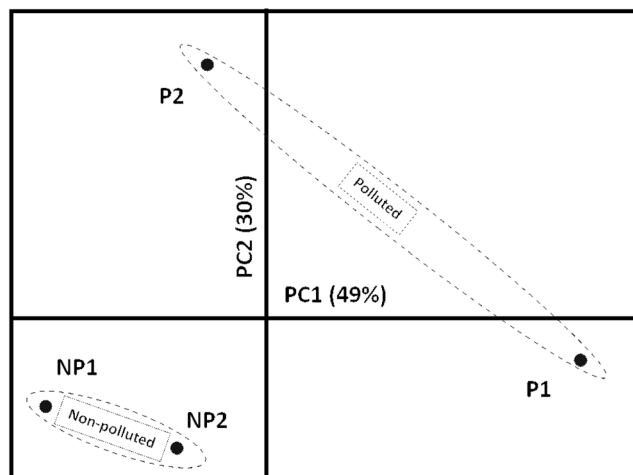 P2
Polluted
PC2 (30%)
PC1 (49%)
NP1
P1
Non-polluted
NP2